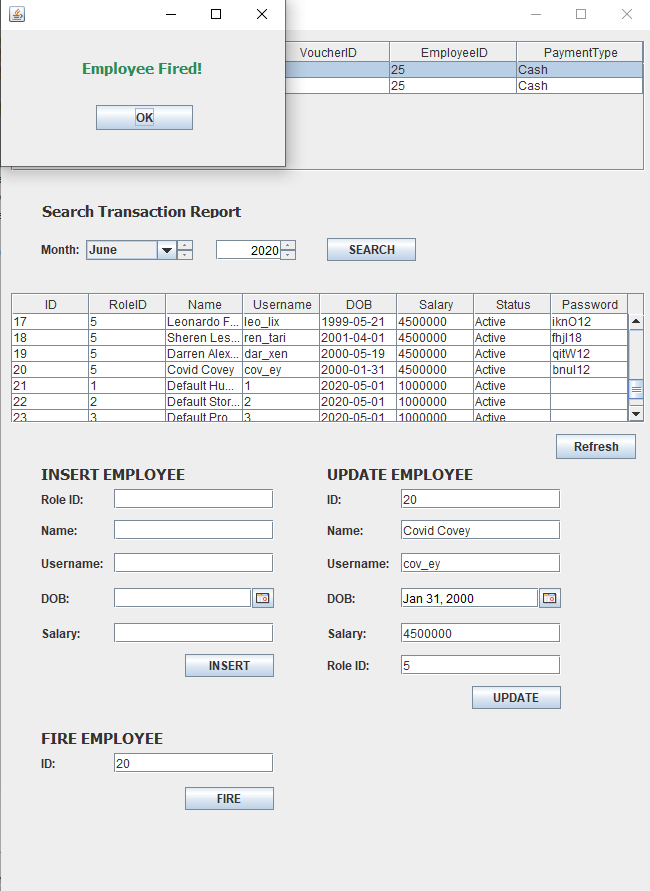 Employee Fired!
OK
VoucherID EmployeeID PaymentType
25 Cash
25 Cash
Search Transaction Report
Month: June 2020 SEARCH
ID RoleID Name Username DOB Salary Status Password
17 5 Leonardo F... leo_lix 1999-05-21 4500000 Active iknO12
18 5 Sheren Les... ren_tari 2001-04-01 4500000 Active fhjI18
19 5 Darren Alex... dar_xen 2000-05-19 4500000 Active qitW12
20 5 Covid Covey cov_ey 2000-01-31 4500000 Active bnuI12
21 1 Default Hu... 1 2020-05-01 1000000 Active
22 2 Default Stor... 2 2020-05-01 1000000 Active
23 3 Default Pro... 3 2020-05-01 1000000 Active
Refresh
INSERT EMPLOYEE
Role ID:
Name:
Username:
DOB:
Salary:
INSERT
UPDATE EMPLOYEE
ID: 20
Name: Covid Covey
Username: cov_ey
DOB: Jan 31, 2000
Salary: 4500000
Role ID: 5
UPDATE
FIRE EMPLOYEE
ID: 20
FIRE